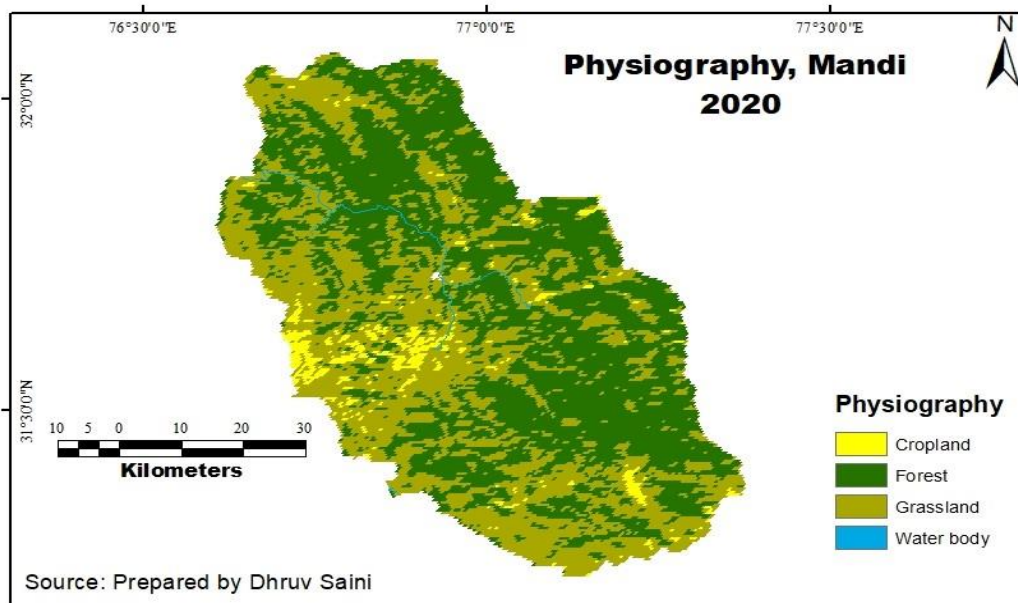 76°30'0"E
77°0'0"E
77°30'0"E
N
Physiography, Mandi
2020
32°0'0"N
31°30'0"N
10 5 0 10 20 30
Kilometers
Physiography
Cropland
Forest
Grassland
Water body
Source: Prepared by Dhruv Saini